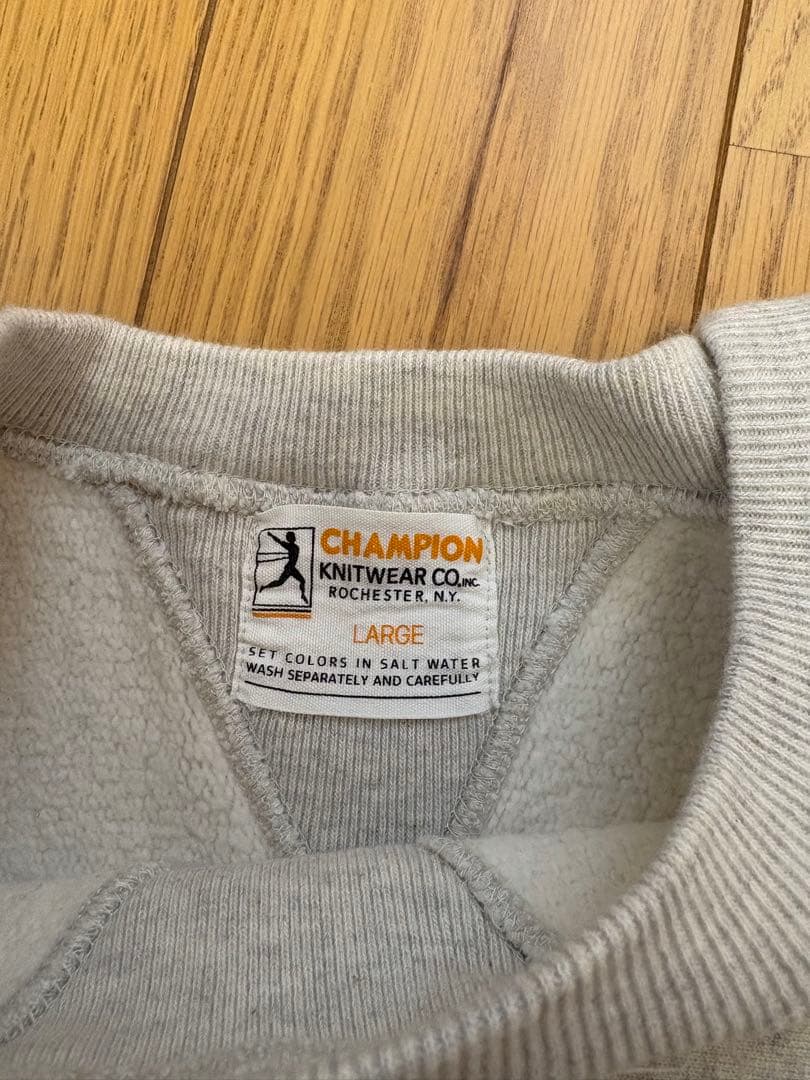 CHAMPION
KNITWEAR CO.,INC.
ROCHESTER, N.Y.
LARGE
SET COLORS IN SALT WATER
WASH SEPARATELY AND CAREFULLY